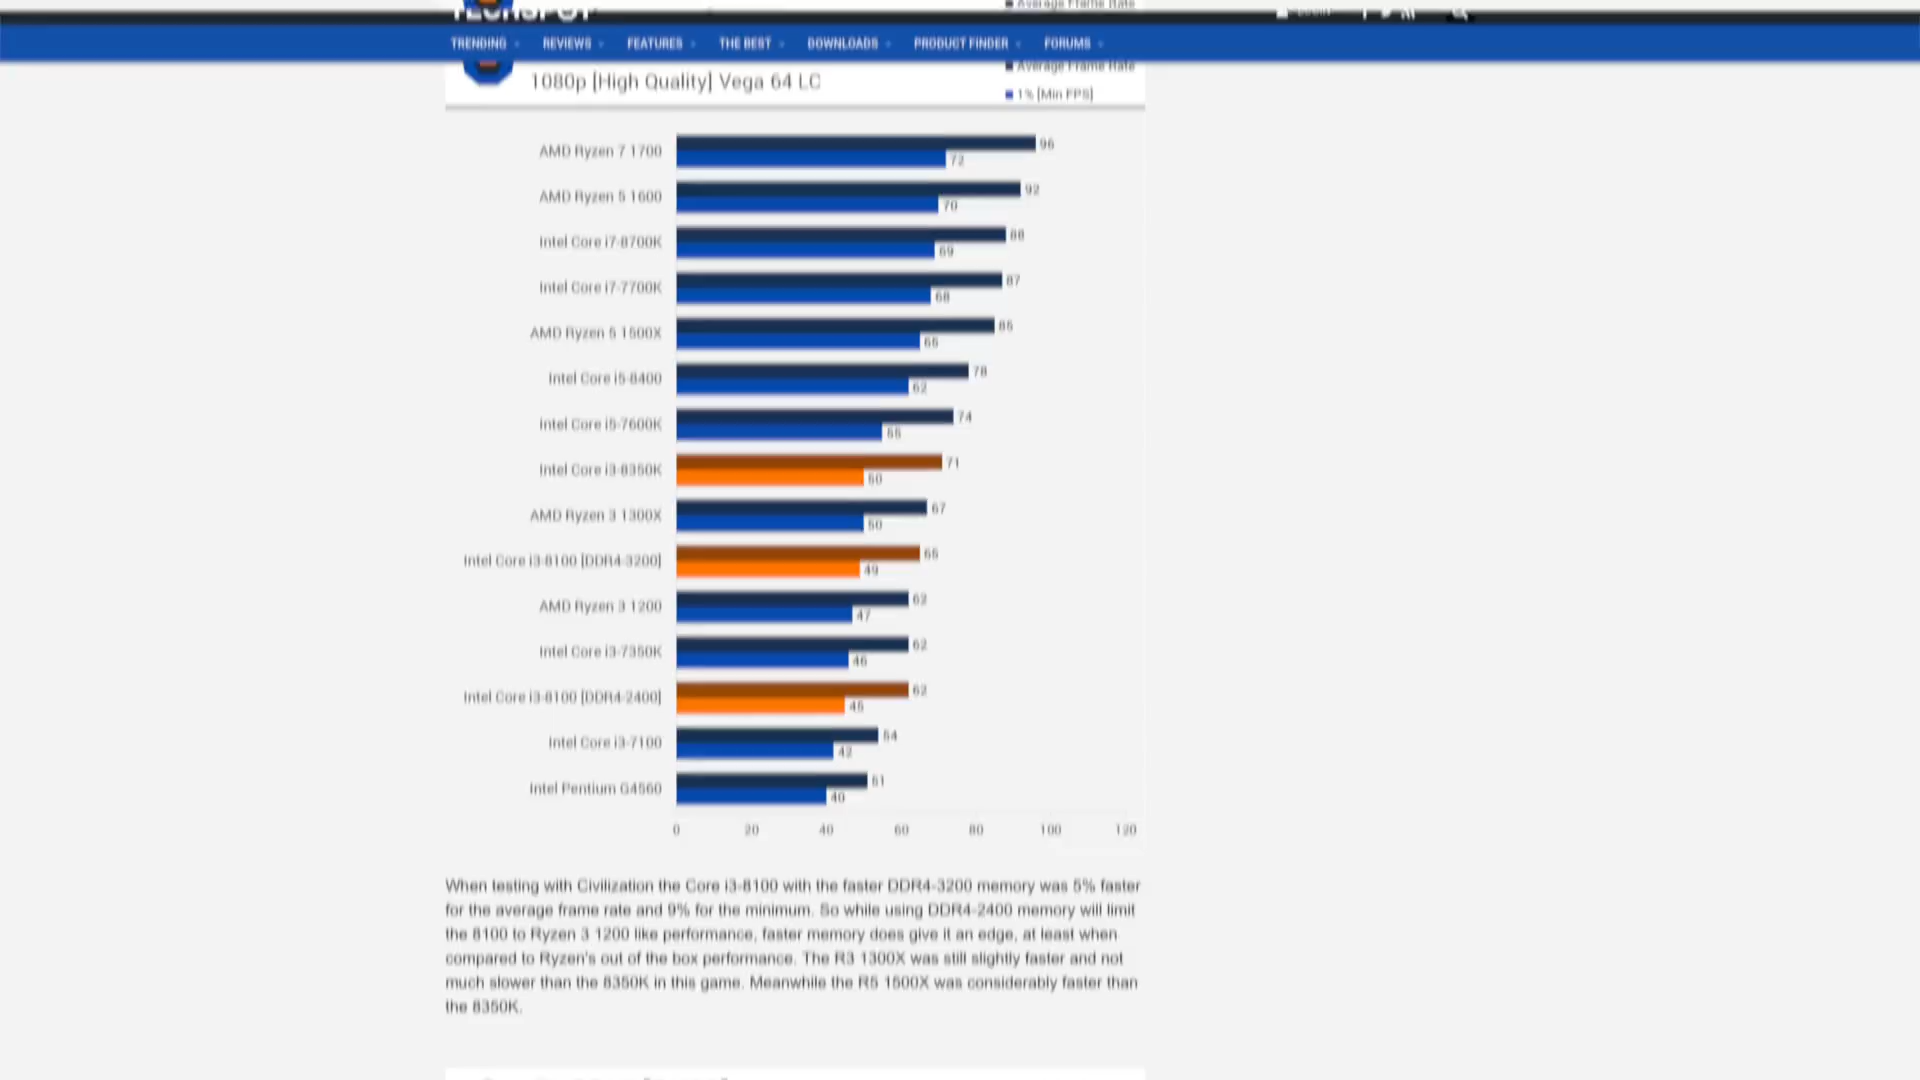 TECHSPOT
Average Frame Rate
LOGIN
TRENDING REVIEWS FEATURES THE BEST DOWNLOADS PRODUCT FINDER FORUMS
Average Frame Rate
1080p [High Quality] Vega 64 LC
1% [Min FPS]
AMD Ryzen 7 1700 96
72
AMD Ryzen 5 1600 92
70
Intel Core i7-8700K 88
69
Intel Core i7-7700K 87
68
AMD Ryzen 5 1500X 85
65
Intel Core i5-8400 78
62
Intel Core i5-7600K 74
55
Intel Core i3-8350K 71
50
AMD Ryzen 3 1300X 67
50
Intel Core i3-8100 [DDR4-3200] 65
49
AMD Ryzen 3 1200 62
47
Intel Core i3-7350K 62
46
Intel Core i3-8100 [DDR4-2400] 62
45
Intel Core i3-7100 54
42
Intel Pentium G4560 51
40
0 20 40 60 80 100 120
When testing with Civilization the Core i3-8100 with the faster DDR4-3200 memory was 5% faster
for the average frame rate and 9% for the minimum. So while using DDR4-2400 memory will limit
the 8100 to Ryzen 3 1200 like performance, faster memory does give it an edge, at least when
compared to Ryzen's out of the box performance. The R3 1300X was still slightly faster and not
much slower than the 8350K in this game. Meanwhile the R5 1500X was considerably faster than
the 8350K.